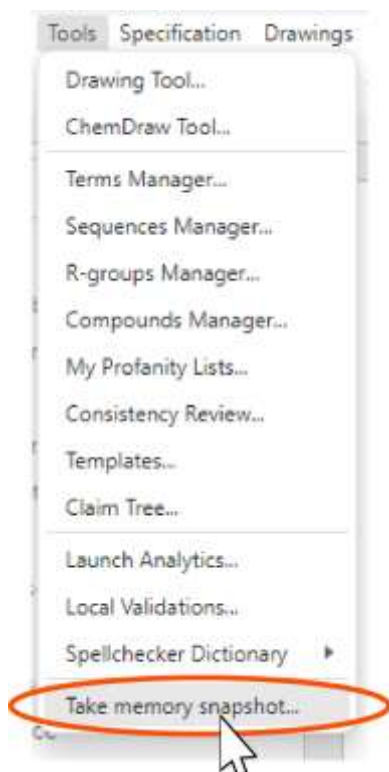 Tools Specification Drawings
Drawing Tool...
ChemDraw Tool...
Terms Manager...
Sequences Manager...
R-groups Manager...
Compounds Manager...
My Profanity Lists...
Consistency Review...
Templates...
Claim Tree...
Launch Analytics...
Local Validations...
Spellchecker Dictionary
Take memory snapshot...